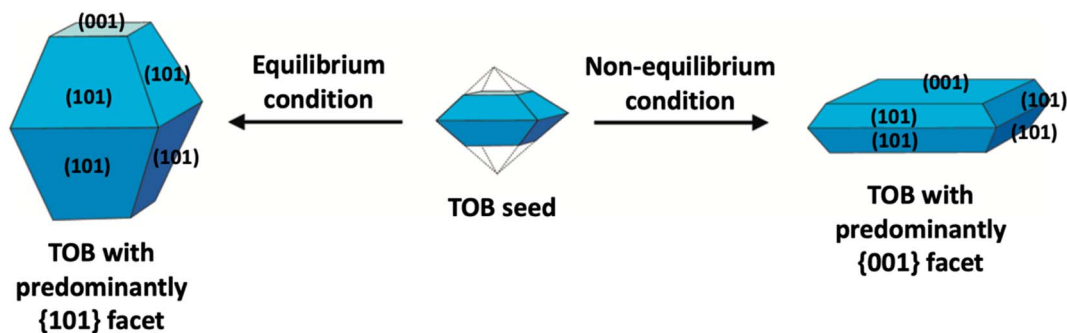 (001)
(101)
(101)
(101)
(101)
TOB with
predominantly
{101} facet
Equilibrium
condition
TOB seed
Non-equilibrium
condition
(001)
(101)
(101)
(101)
(101)
TOB with
predominantly
{001} facet